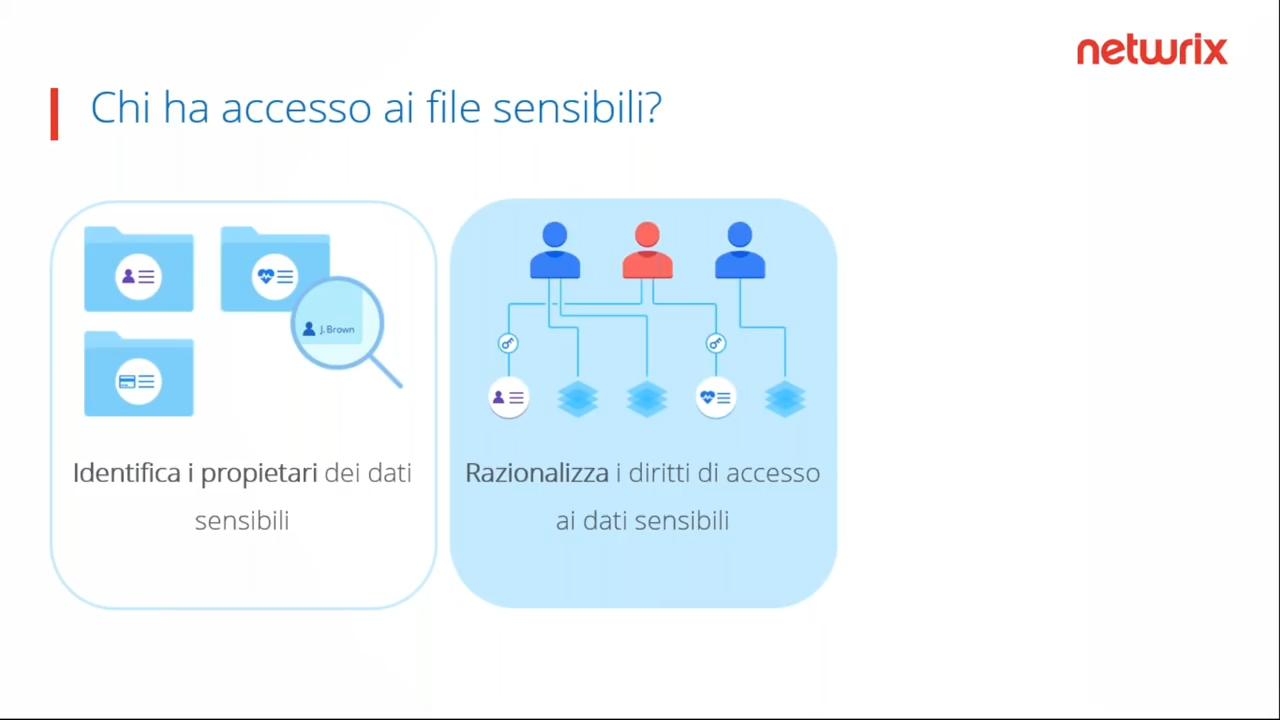 netwrix
Chi ha accesso ai file sensibili?
J. Brown
Identifica i propietari dei dati
sensibili
Razionalizza i diritti di accesso
ai dati sensibili